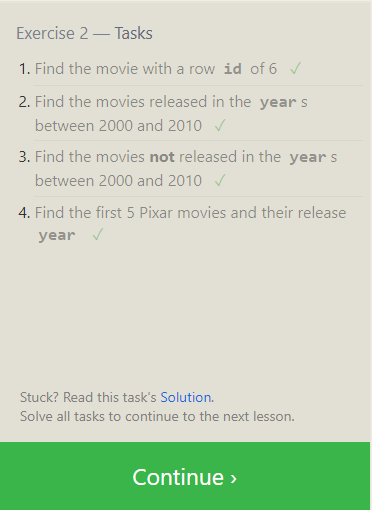 Exercise 2 — Tasks
1. Find the movie with a row id of 6 ✓
2. Find the movies released in the year s
between 2000 and 2010 ✓
3. Find the movies not released in the year s
between 2000 and 2010 ✓
4. Find the first 5 Pixar movies and their release
year ✓
Stuck? Read this task's Solution.
Solve all tasks to continue to the next lesson.
Continue ›